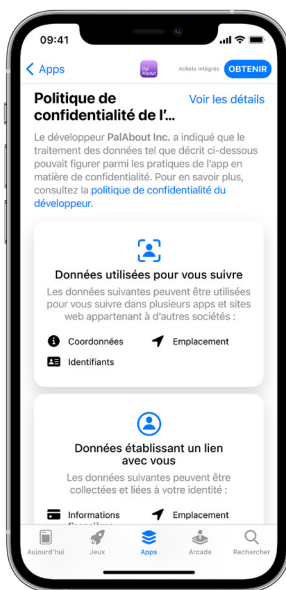 09:41
Apps
Pal About
Achats intégrés
OBTENIR
Politique de
confidentialité de l'...
Voir les détails
Le développeur PalAbout Inc. a indiqué que le
traitement des données tel que décrit ci-dessous
pouvait figurer parmi les pratiques de l'app en
matière de confidentialité. Pour en savoir plus,
consultez la politique de confidentialité du
développeur.
Données utilisées pour vous suivre
Les données suivantes peuvent être utilisées
pour vous suivre dans plusieurs apps et sites
web appartenant à d'autres sociétés :
Coordonnées
Emplacement
Identifiants
Données établissant un lien
avec vous
Les données suivantes peuvent être
collectées et liées à votre identité :
Informations
Emplacement
Aujourd'hui
Jeux
Apps
Arcade
Rechercher